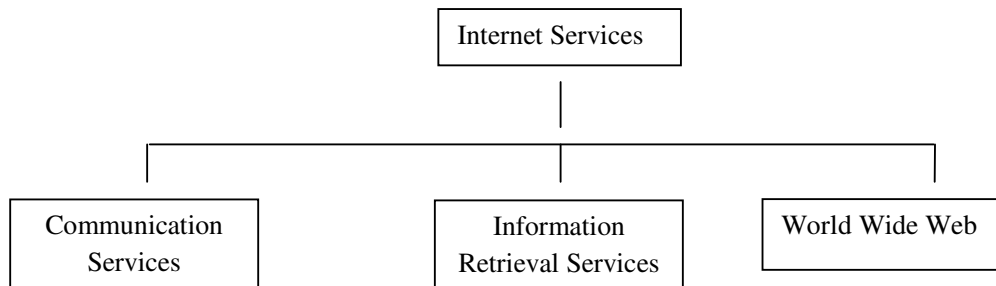 Internet Services
Communication
Services
Information
Retrieval Services
World Wide Web